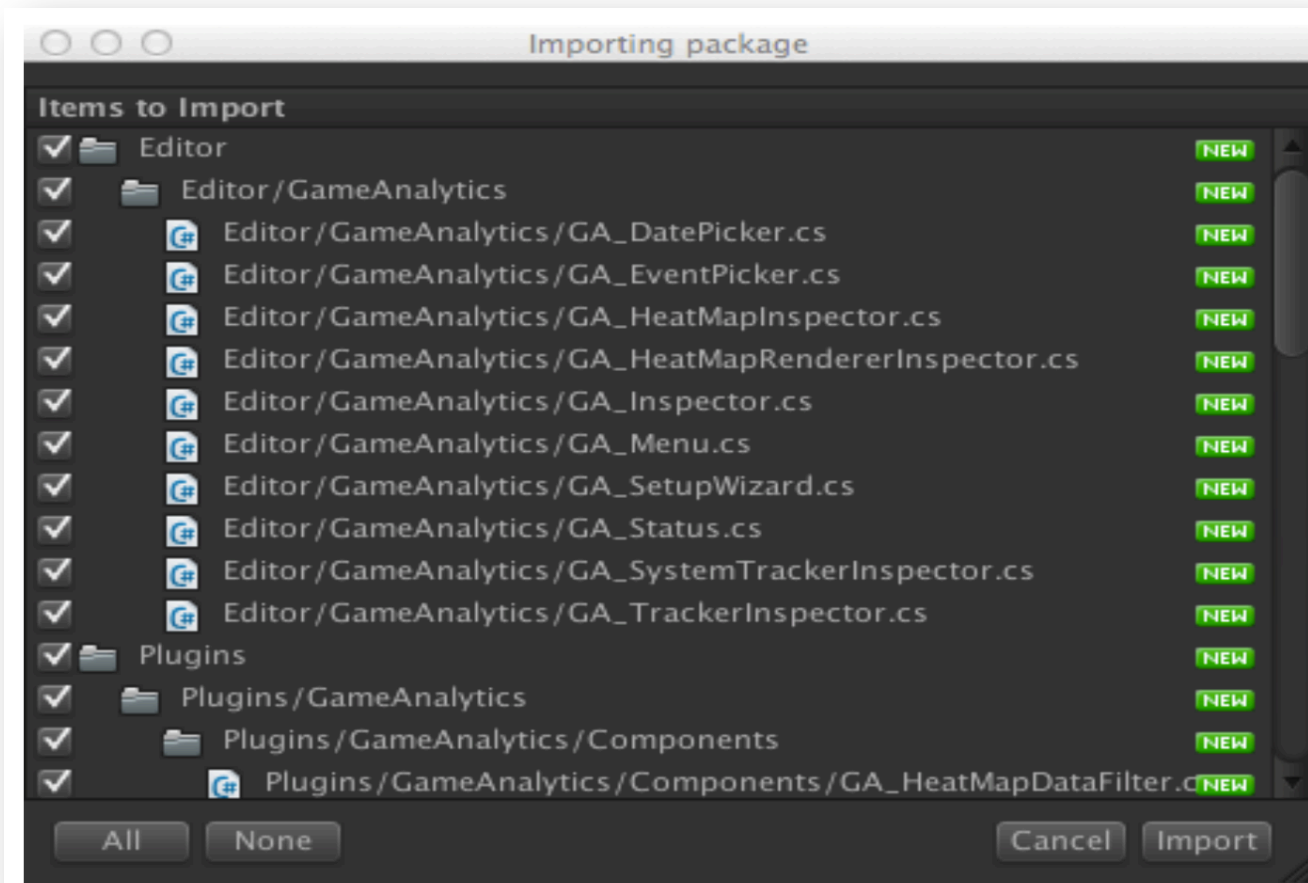 Importing package
Items to Import
Editor NEW
Editor/GameAnalytics NEW
Editor/GameAnalytics/GA_DatePicker.cs NEW
Editor/GameAnalytics/GA_EventPicker.cs NEW
Editor/GameAnalytics/GA_HeatMapInspector.cs NEW
Editor/GameAnalytics/GA_HeatMapRendererInspector.cs NEW
Editor/GameAnalytics/GA_Inspector.cs NEW
Editor/GameAnalytics/GA_Menu.cs NEW
Editor/GameAnalytics/GA_SetupWizard.cs NEW
Editor/GameAnalytics/GA_Status.cs NEW
Editor/GameAnalytics/GA_SystemTrackerInspector.cs NEW
Editor/GameAnalytics/GA_TrackerInspector.cs NEW
Plugins NEW
Plugins/GameAnalytics NEW
Plugins/GameAnalytics/Components NEW
Plugins/GameAnalytics/Components/GA_HeatMapDataFilter.c NEW
All None Cancel Import